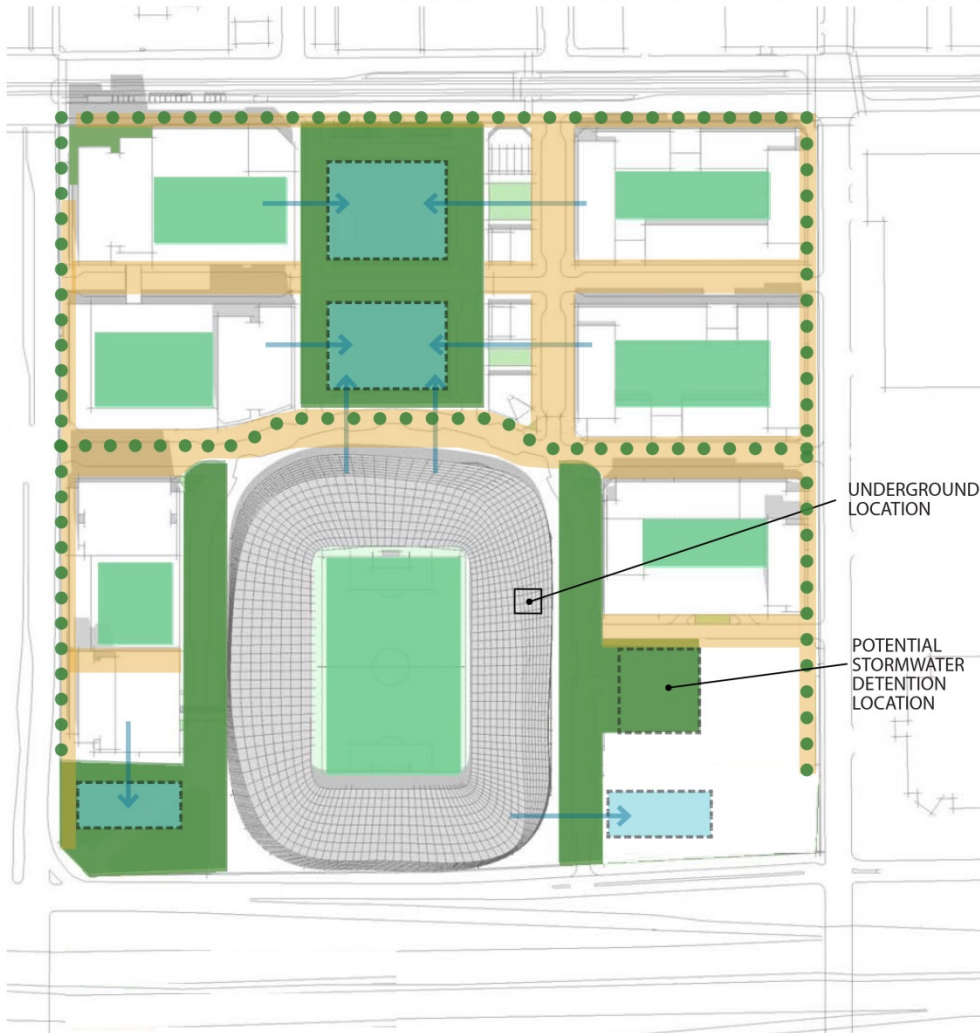 UNDERGROUND
LOCATION
POTENTIAL
STORMWATER
DETENTION
LOCATION